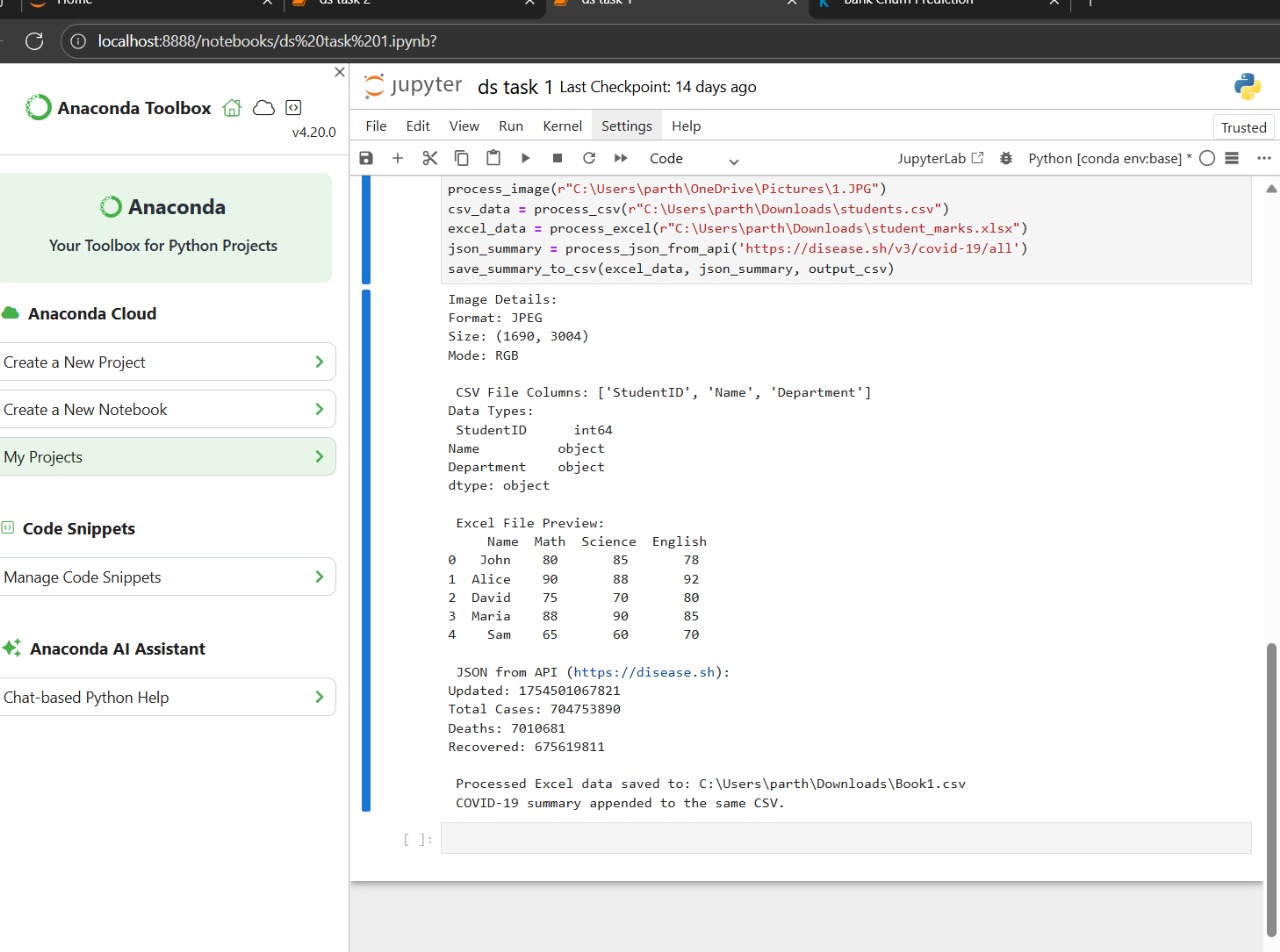 Home
ds task 2
ds task 1
Bank Churn Prediction
localhost:8888/notebooks/ds%20task%201.ipynb?
Anaconda Toolbox
v4.20.0
Anaconda
Your Toolbox for Python Projects
Anaconda Cloud
Create a New Project
Create a New Notebook
My Projects
Code Snippets
Manage Code Snippets
Anaconda AI Assistant
Chat-based Python Help
jupyter ds task 1 Last Checkpoint: 14 days ago
File Edit View Run Kernel Settings Help
Trusted
Code
JupyterLab
Python [conda env:base] *
process_image(r"C:\Users\parth\OneDrive\Pictures\1.JPG")
csv_data = process_csv(r"C:\Users\parth\Downloads\students.csv")
excel_data = process_excel(r"C:\Users\parth\Downloads\student_marks.xlsx")
json_summary = process_json_from_api('https://disease.sh/v3/covid-19/all')
save_summary_to_csv(excel_data, json_summary, output_csv)
Image Details:
Format: JPEG
Size: (1690, 3004)
Mode: RGB
CSV File Columns: ['StudentID', 'Name', 'Department']
Data Types:
StudentID int64
Name object
Department object
dtype: object
Excel File Preview:
Name Math Science English
0 John 80 85 78
1 Alice 90 88 92
2 David 75 70 80
3 Maria 88 90 85
4 Sam 65 60 70
JSON from API (https://disease.sh):
Updated: 1754501067821
Total Cases: 704753890
Deaths: 7010681
Recovered: 675619811
Processed Excel data saved to: C:\Users\parth\Downloads\Book1.csv
COVID-19 summary appended to the same CSV.
[ ]: